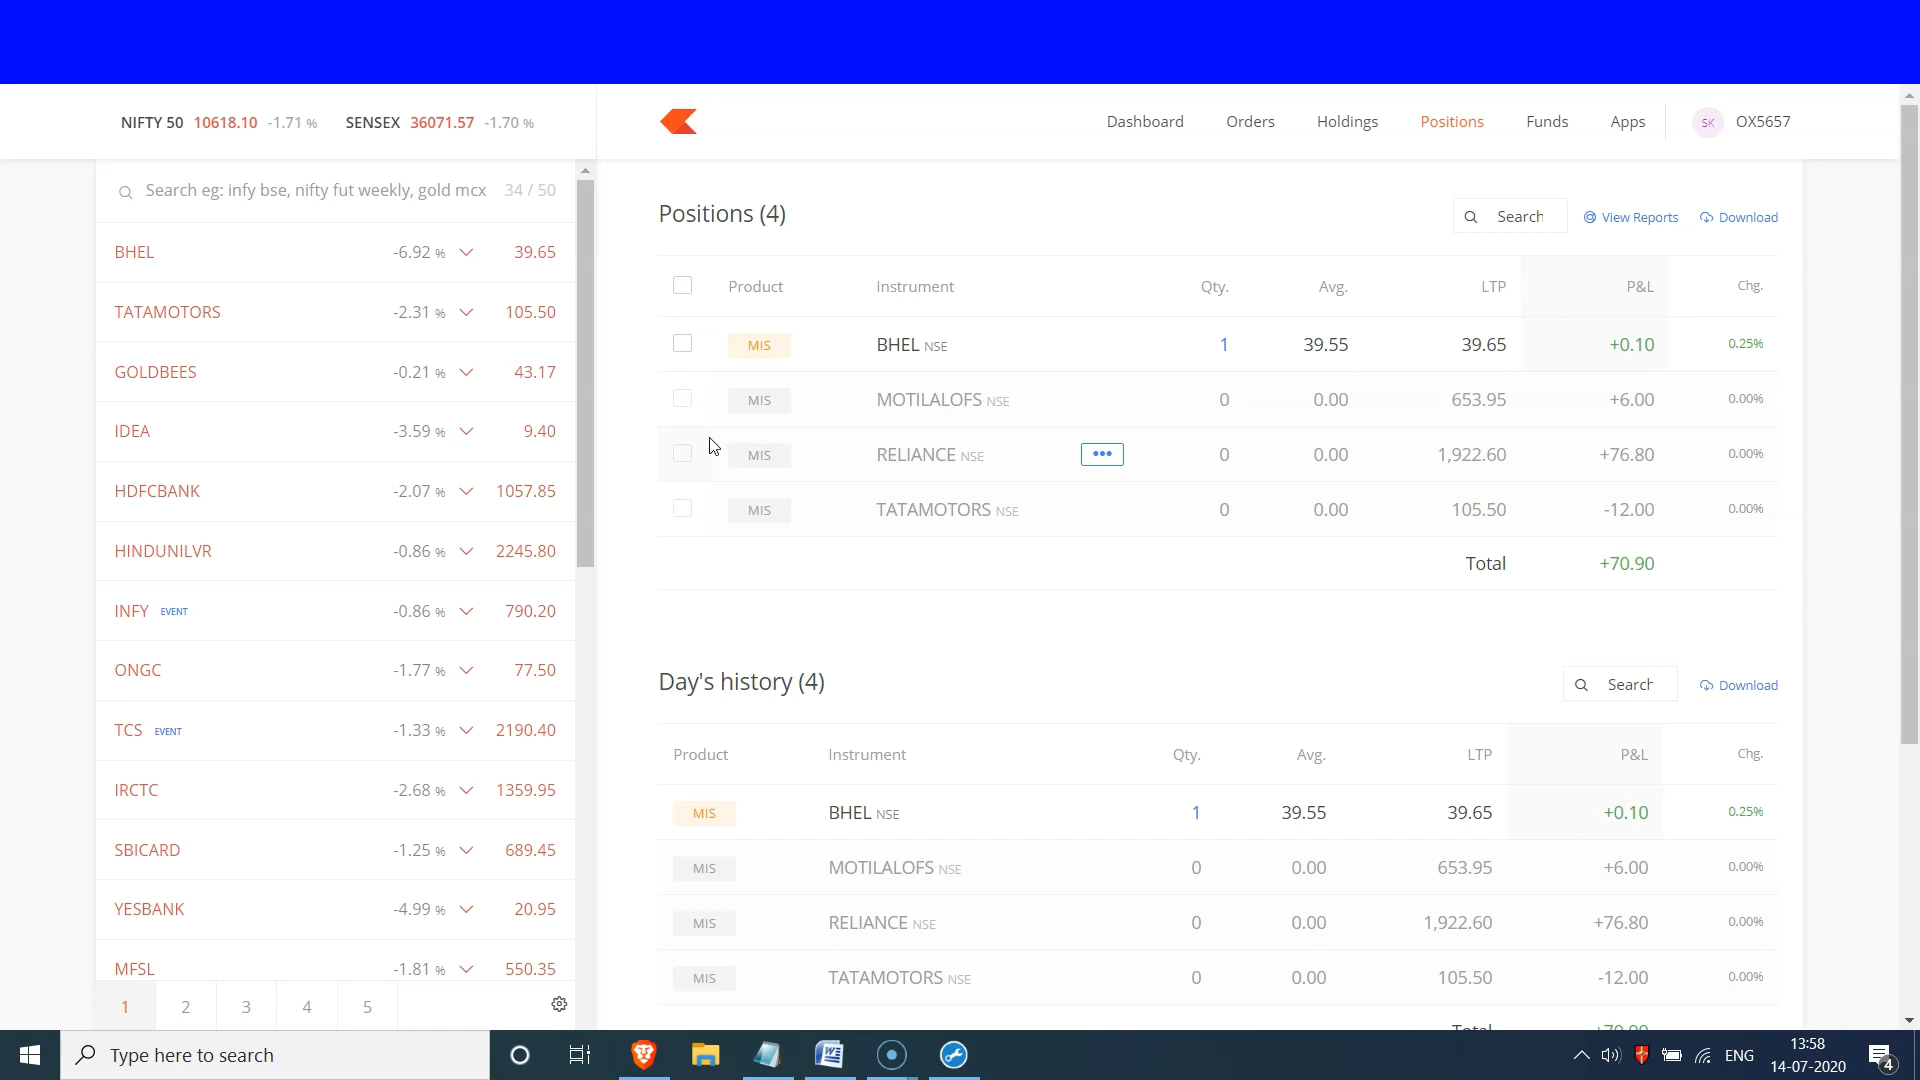 NIFTY 50 10618.10 -1.71 % SENSEX 36071.57 -1.70 %
Dashboard Orders Holdings Positions Funds Apps SK OX5657
Search eg: infy bse, nifty fut weekly, gold mcx 34 / 50
BHEL -6.92 % 39.65
TATAMOTORS -2.31 % 105.50
GOLDBEES -0.21 % 43.17
IDEA -3.59 % 9.40
HDFCBANK -2.07 % 1057.85
HINDUNILVR -0.86 % 2245.80
INFY EVENT -0.86 % 790.20
ONGC -1.77 % 77.50
TCS EVENT -1.33 % 2190.40
IRCTC -2.68 % 1359.95
SBICARD -1.25 % 689.45
YESBANK -4.99 % 20.95
MFSL -1.81 % 550.35
1 2 3 4 5
Positions (4) Search View Reports Download
Product Instrument Qty. Avg. LTP P&L Chg.
MIS BHEL NSE 1 39.55 39.65 +0.10 0.25%
MIS MOTILALOFS NSE 0 0.00 653.95 +6.00 0.00%
MIS RELIANCE NSE ••• 0 0.00 1,922.60 +76.80 0.00%
MIS TATAMOTORS NSE 0 0.00 105.50 -12.00 0.00%
Total +70.90
Day's history (4) Search Download
Product Instrument Qty. Avg. LTP P&L Chg.
MIS BHEL NSE 1 39.55 39.65 +0.10 0.25%
MIS MOTILALOFS NSE 0 0.00 653.95 +6.00 0.00%
MIS RELIANCE NSE 0 0.00 1,922.60 +76.80 0.00%
MIS TATAMOTORS NSE 0 0.00 105.50 -12.00 0.00%
Total +70.90
Type here to search ENG 13:58
14-07-2020 4